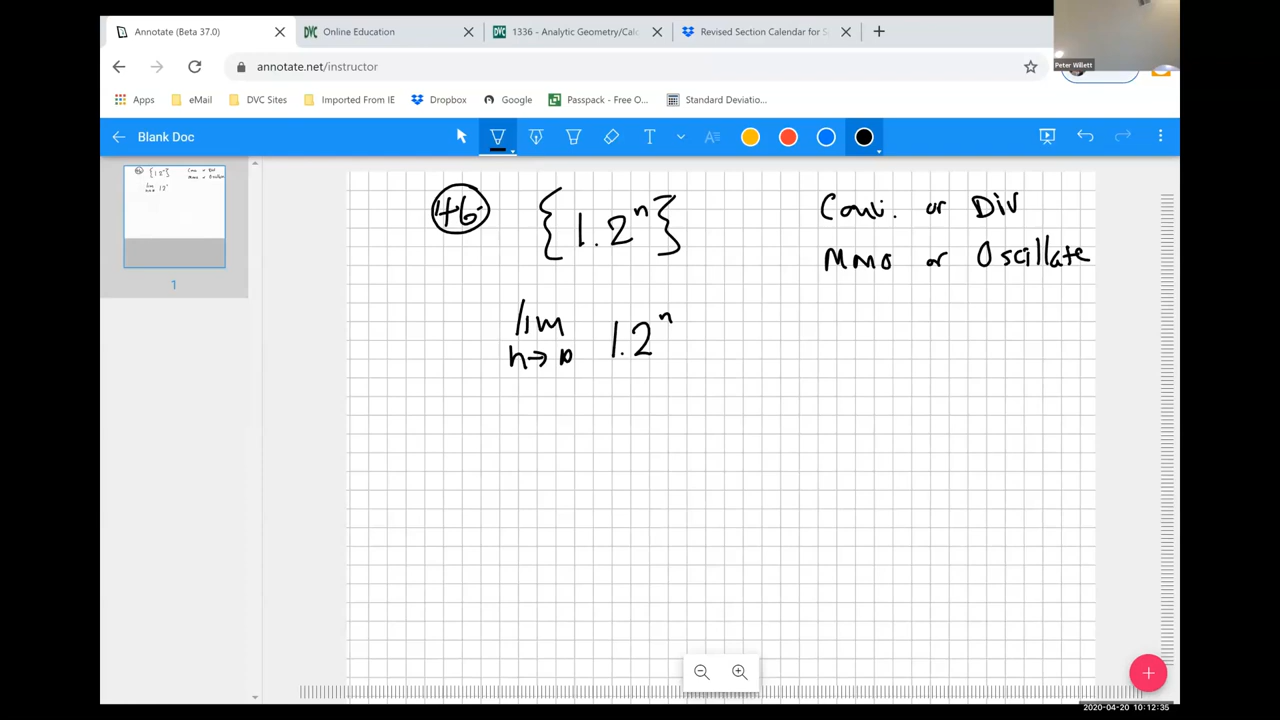 Annotate (Beta 37.0)
Online Education
1336 - Analytic Geometry/Calc
Revised Section Calendar for S
Peter Willett
annotate.net/instructor
Apps
eMail
DVC Sites
Imported From IE
Dropbox
Google
Passpack - Free O...
Standard Deviatio...
Blank Doc
1
46 { 1.2^n } Conv. or Div
Mono or Oscillate
lim n→∞ 1.2^n
2020-04-20 10:12:35